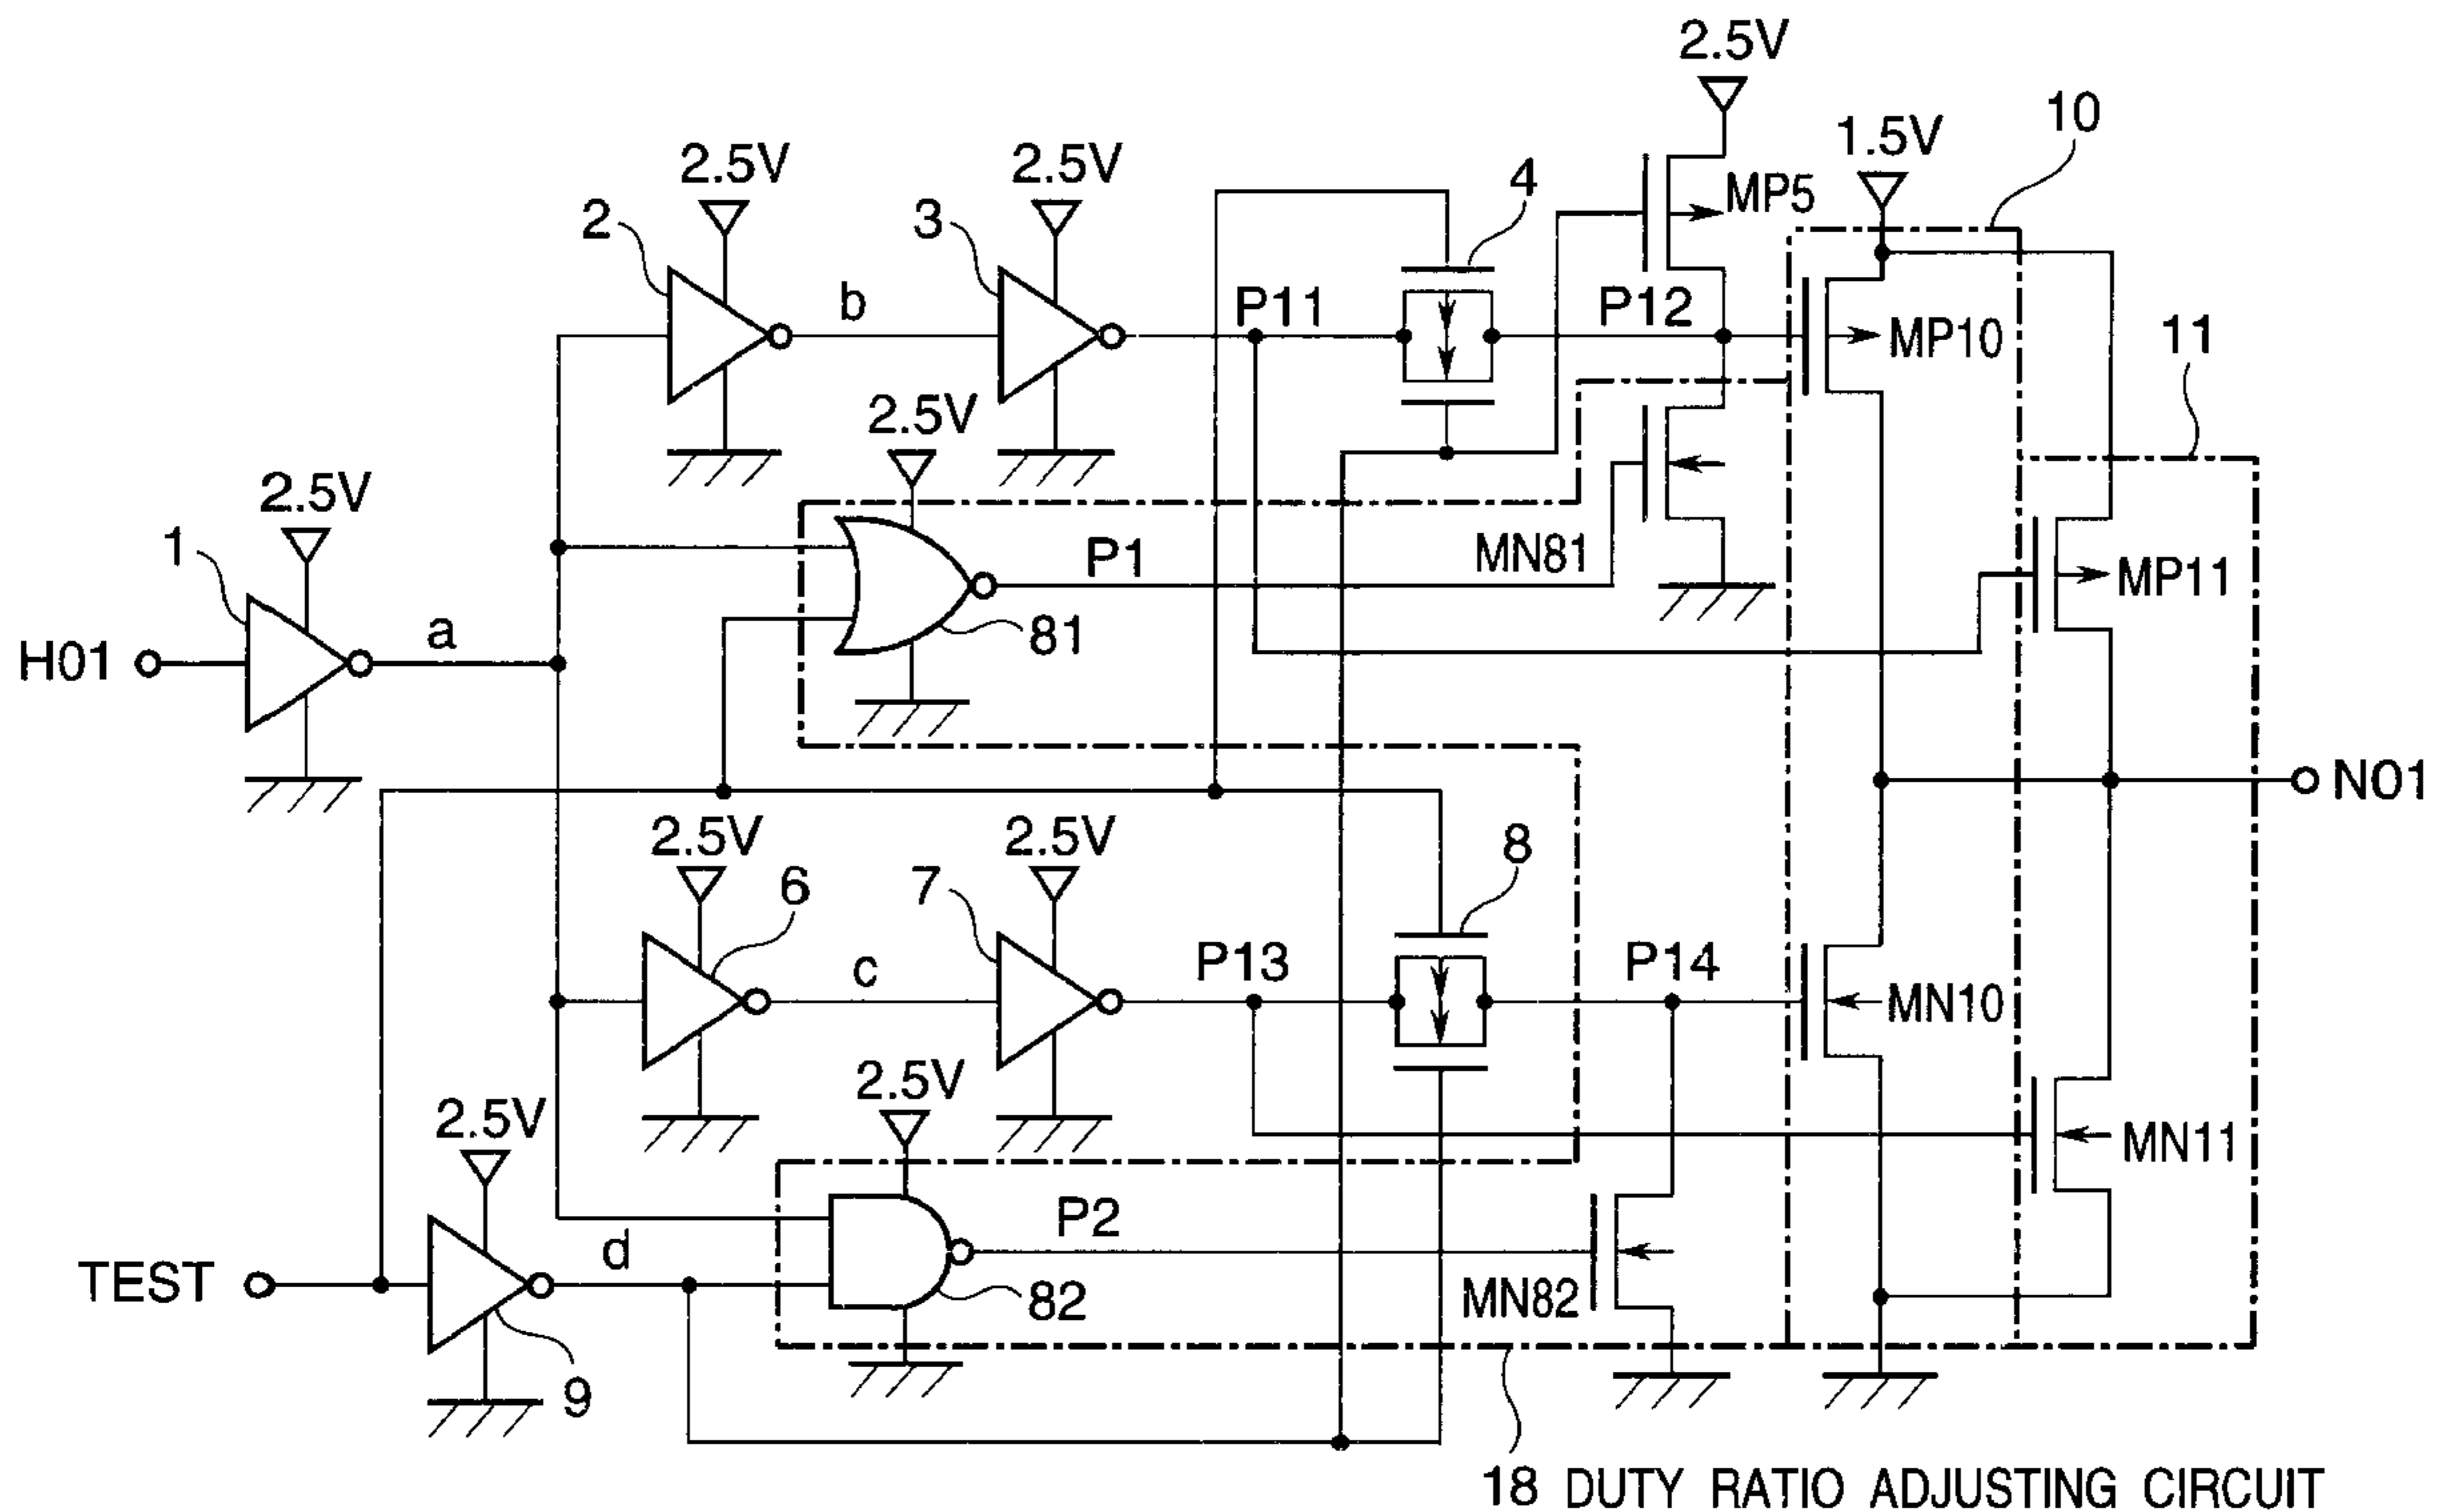 2.5V
10
1.5V
2.5V
2.5V
4
MP5
2
3
b
P11
P12
MP10
11
2.5V
2.5V
1
P1
MN81
MP11
a
81
H01
N01
2.5V
2.5V
8
6
7
c
P13
P14
MN10
2.5V
2.5V
MN11
P2
d
TEST
82
MN82
9
18 DUTY RATIO ADJUSTING CIRCUIT